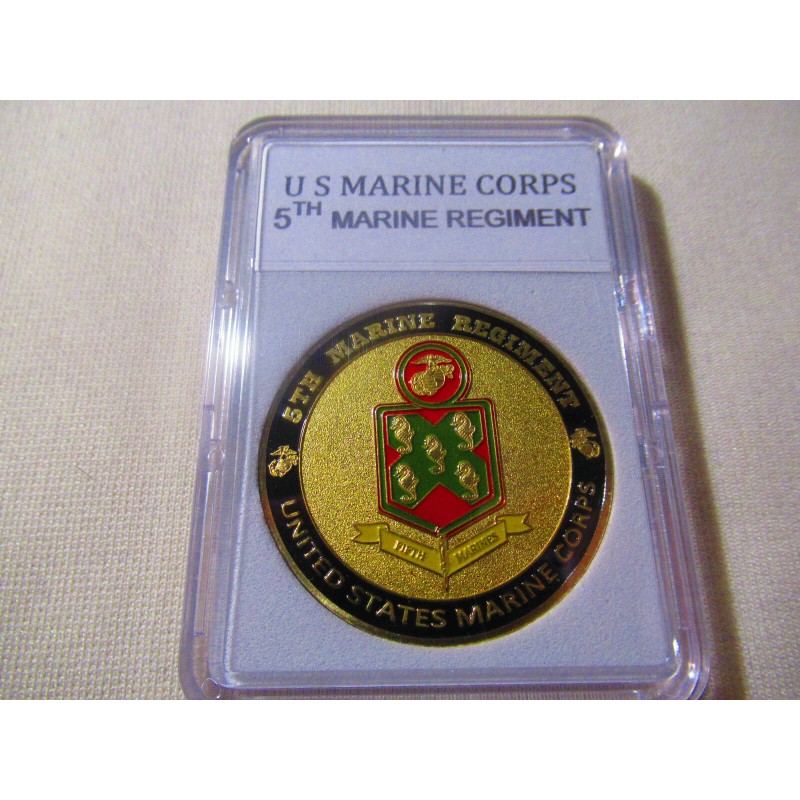 U S MARINE CORPS
5TH MARINE REGIMENT
5TH MARINE REGIMENT
FIFTH MARINES
UNITED STATES MARINE CORPS